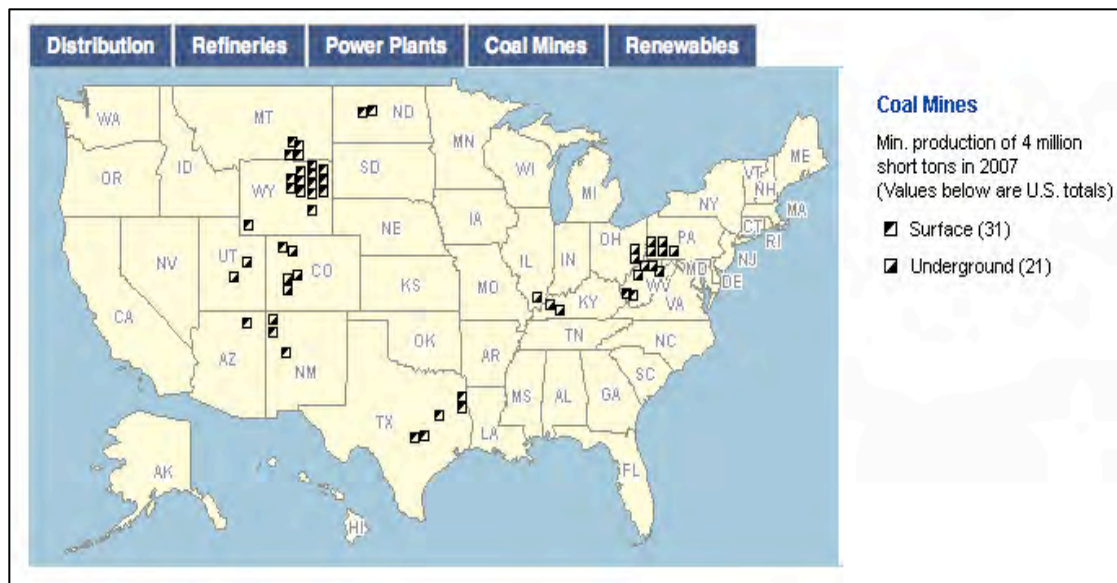 Distribution Refineries Power Plants Coal Mines Renewables
Coal Mines
Min. production of 4 million
short tons in 2007
(Values below are U.S. totals)
Surface (31)
Underground (21)
WA
MT
ND
MN
ME
OR
ID
SD
WI
MI
VT
NH
NY
MA
WY
IA
CT
RI
NE
PA
OH
NJ
NV
UT
CO
IL
IN
MD
DE
WV
VA
KS
MO
KY
CA
TN
NC
OK
AR
AZ
NM
SC
MS
AL
GA
TX
LA
AK
FL
HI